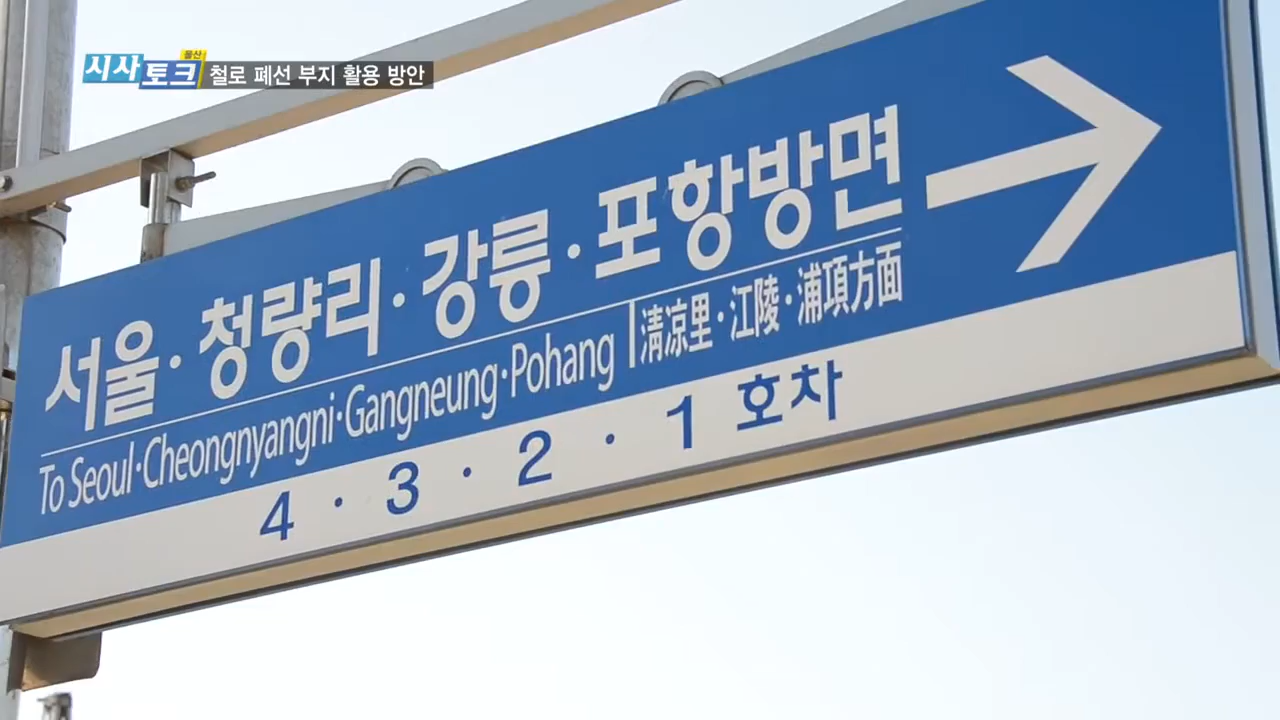 시사토크 울산 철로 폐선 부지 활용 방안
서울·청량리·강릉·포항방면
To Seoul·Cheongnyangni·Gangneung·Pohang | 淸凉里·江陵·浦項方面
4·3·2·1 호차